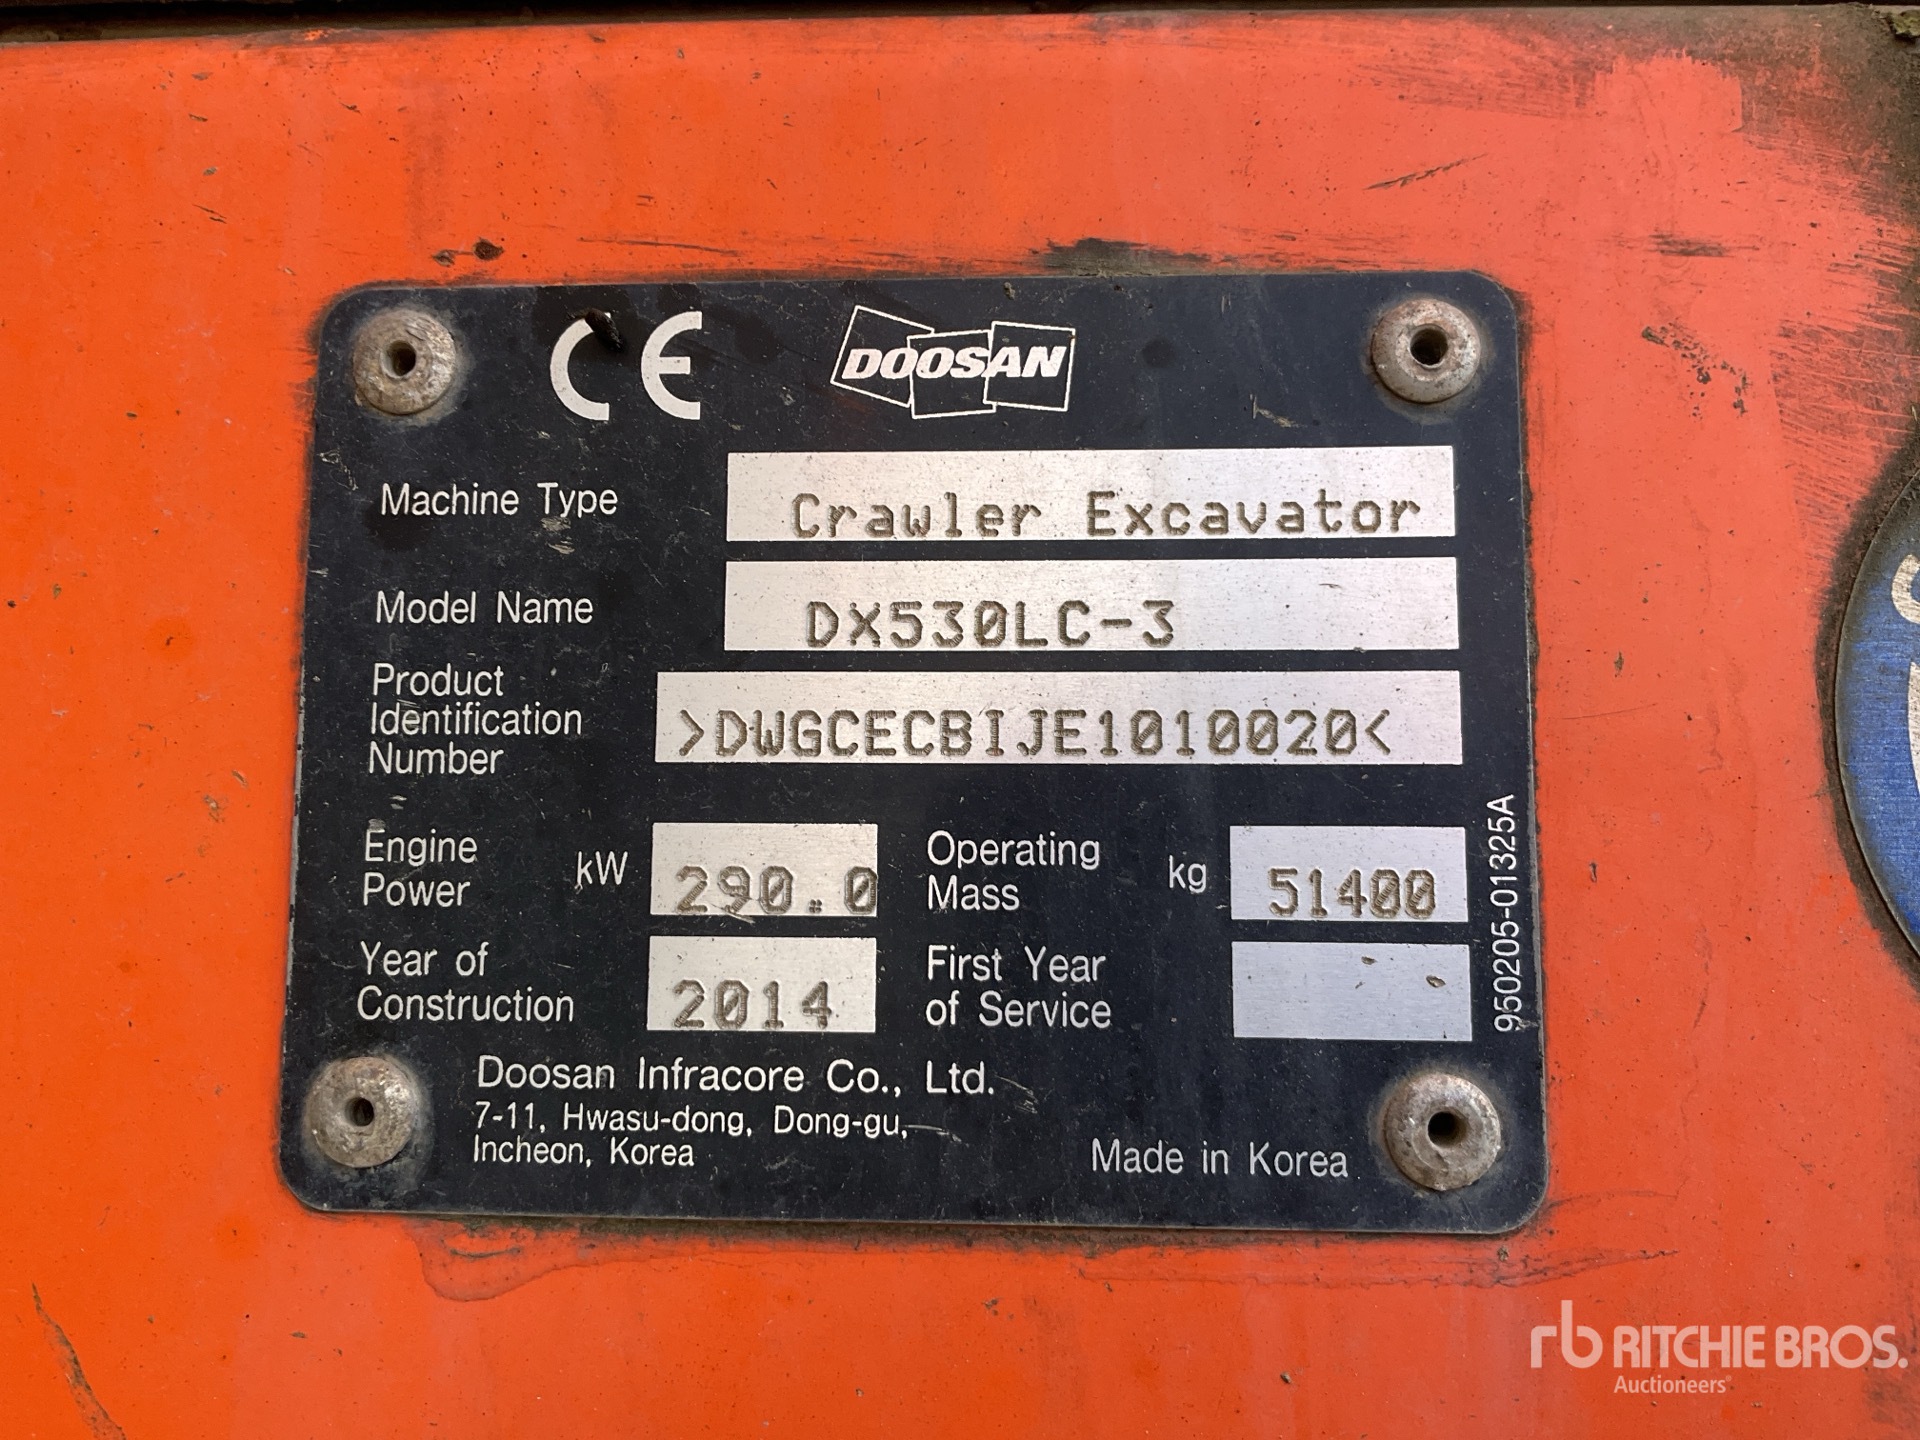 CE DOOSAN
Machine Type Crawler Excavator
Model Name DX530LC-3
Product
Identification
Number >DWGCECBIJE1010020<
Engine
Power kW 290.0
Operating
Mass kg 51400
Year of
Construction 2014
First Year
of Service
Doosan Infracore Co., Ltd.
7-11, Hwasu-dong, Dong-gu,
Incheon, Korea
Made in Korea
950205-01325A
rb RITCHIE BROS.
Auctioneers